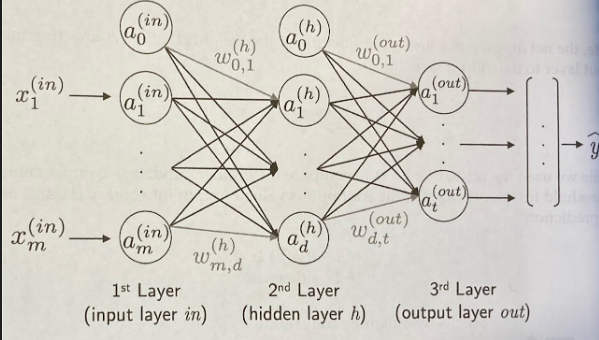 a_0^(in) a_0^(h)
w_{0,1}^(h) w_{0,1}^(out)
x_1^(in) a_1^(in) a_1^(h) a_1^(out)
ŷ
x_m^(in) a_m^(in) a_d^(h) a_t^(out)
w_{m,d}^(h) w_{d,t}^(out)
1st Layer 2nd Layer 3rd Layer
(input layer in) (hidden layer h) (output layer out)